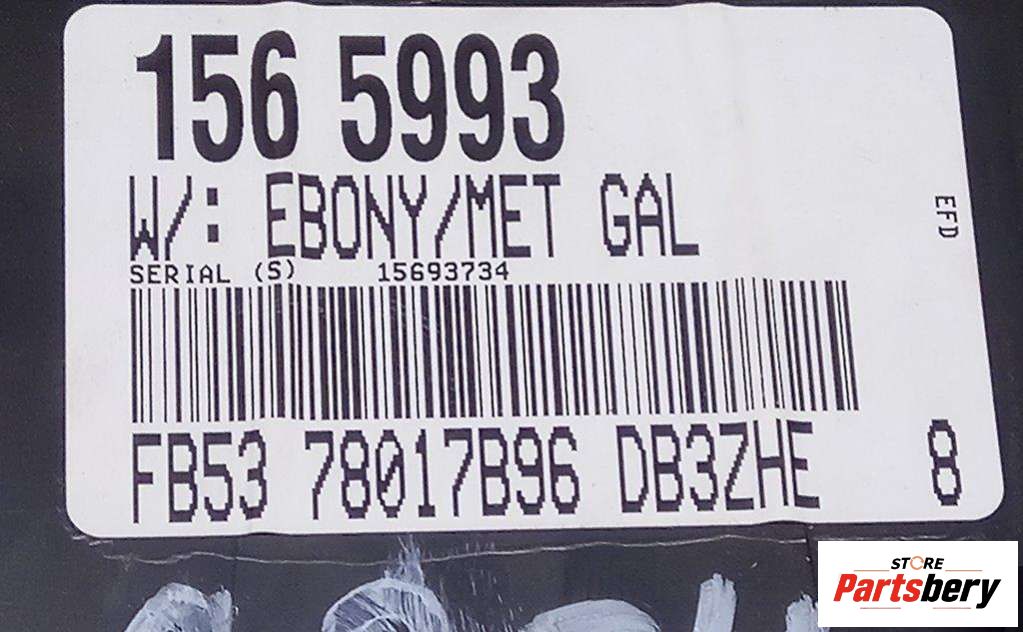 156 5993
W/: EBONY/MET GAL
EFD
SERIAL (S) 15693734
FB53 78017B96 DB3ZHE 8
STORE
Partsbery